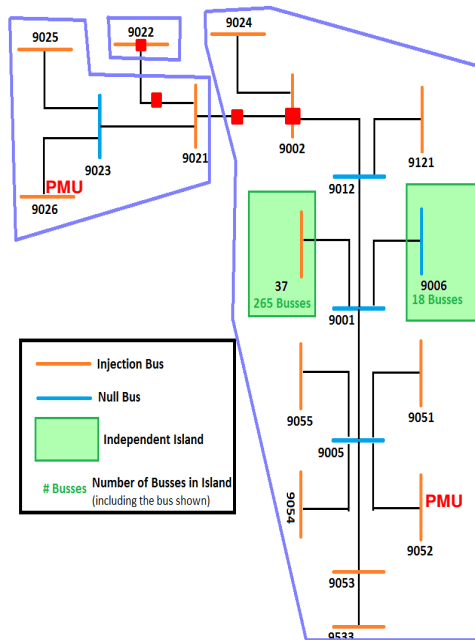 9024
9025
9022
9023
9021
9002
9121
PMU
9026
9012
37
265 Busses
9006
18 Busses
9001
Injection Bus
Null Bus
Independent Island
# Busses Number of Busses in Island
(including the bus shown)
9055
9051
9005
9054
PMU
9052
9053
9533